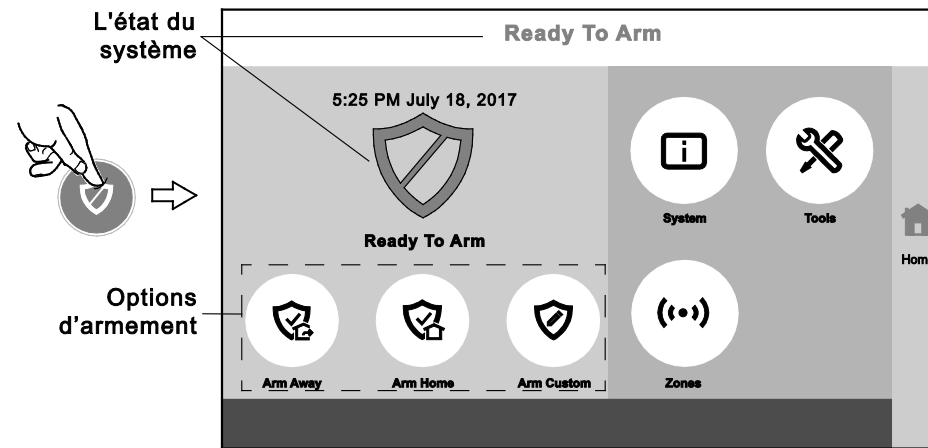 L'état du
système
Ready To Arm
5:25 PM July 18, 2017
Ready To Arm
System
Tools
Hom
Options
d'armement
Arm Away
Arm Home
Arm Custom
Zones